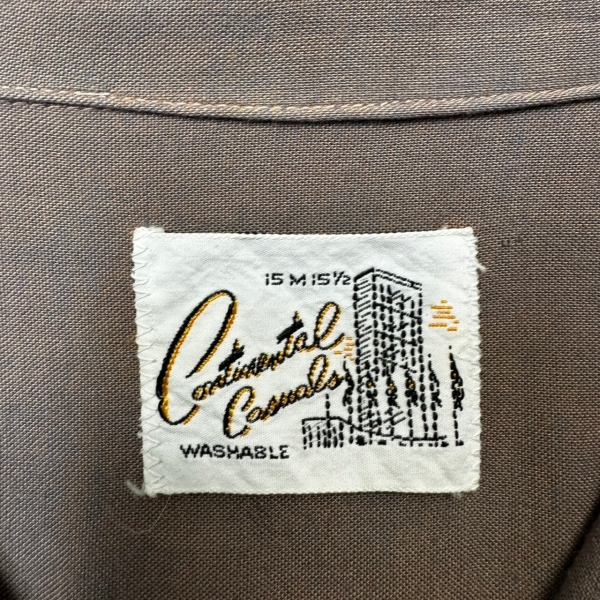 15 M 15½
Continental
Casuals
WASHABLE